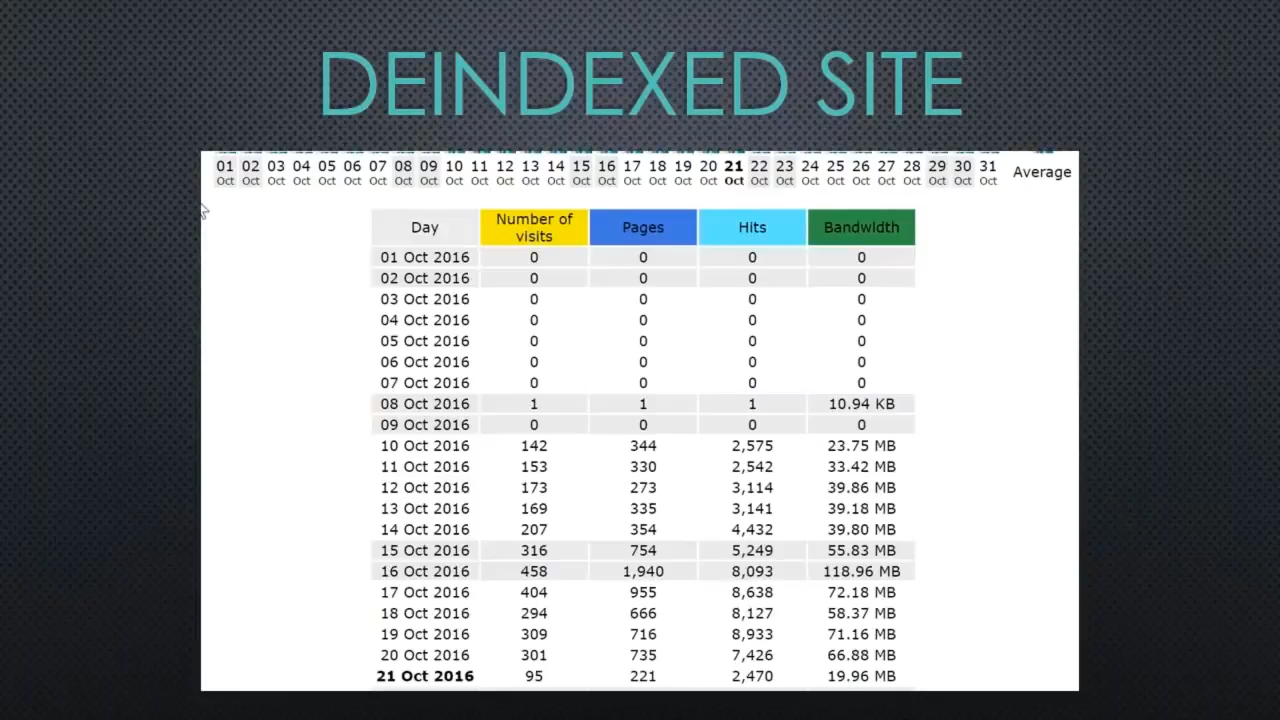 DEINDEXED SITE
01 02 03 04 05 06 07 08 09 10 11 12 13 14 15 16 17 18 19 20 21 22 23 24 25 26 27 28 29 30 31 Average
Oct Oct Oct Oct Oct Oct Oct Oct Oct Oct Oct Oct Oct Oct Oct Oct Oct Oct Oct Oct Oct Oct Oct Oct Oct Oct Oct Oct Oct Oct Oct
Day Number of visits Pages Hits Bandwidth
01 Oct 2016 0 0 0 0
02 Oct 2016 0 0 0 0
03 Oct 2016 0 0 0 0
04 Oct 2016 0 0 0 0
05 Oct 2016 0 0 0 0
06 Oct 2016 0 0 0 0
07 Oct 2016 0 0 0 0
08 Oct 2016 1 1 1 10.94 KB
09 Oct 2016 0 0 0 0
10 Oct 2016 142 344 2,575 23.75 MB
11 Oct 2016 153 330 2,542 33.42 MB
12 Oct 2016 173 273 3,114 39.86 MB
13 Oct 2016 169 335 3,141 39.18 MB
14 Oct 2016 207 354 4,432 39.80 MB
15 Oct 2016 316 754 5,249 55.83 MB
16 Oct 2016 458 1,940 8,093 118.96 MB
17 Oct 2016 404 955 8,638 72.18 MB
18 Oct 2016 294 666 8,127 58.37 MB
19 Oct 2016 309 716 8,933 71.16 MB
20 Oct 2016 301 735 7,426 66.88 MB
21 Oct 2016 95 221 2,470 19.96 MB